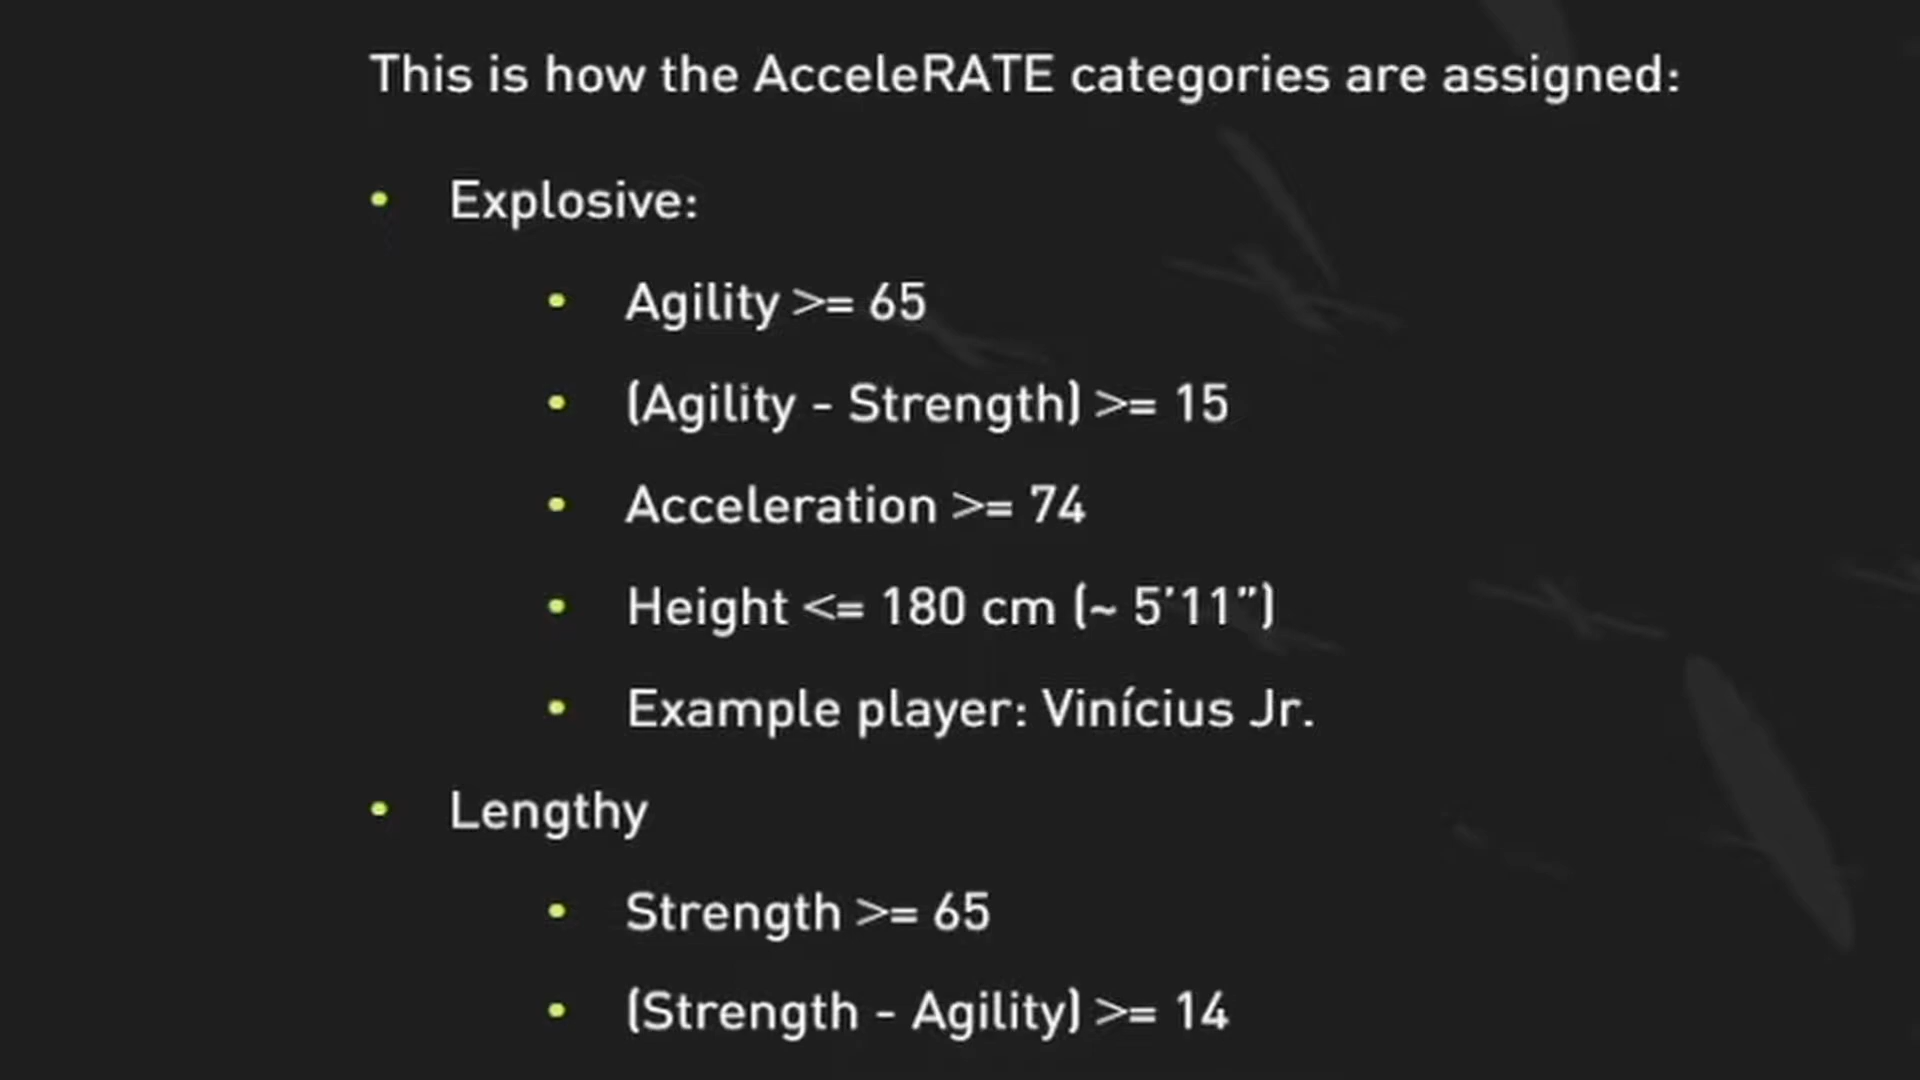 This is how the AcceleRATE categories are assigned:
• Explosive:
• Agility >= 65
• (Agility - Strength) >= 15
• Acceleration >= 74
• Height <= 180 cm (~ 5’11”)
• Example player: Vinícius Jr.
• Lengthy
• Strength >= 65
• (Strength - Agility) >= 14